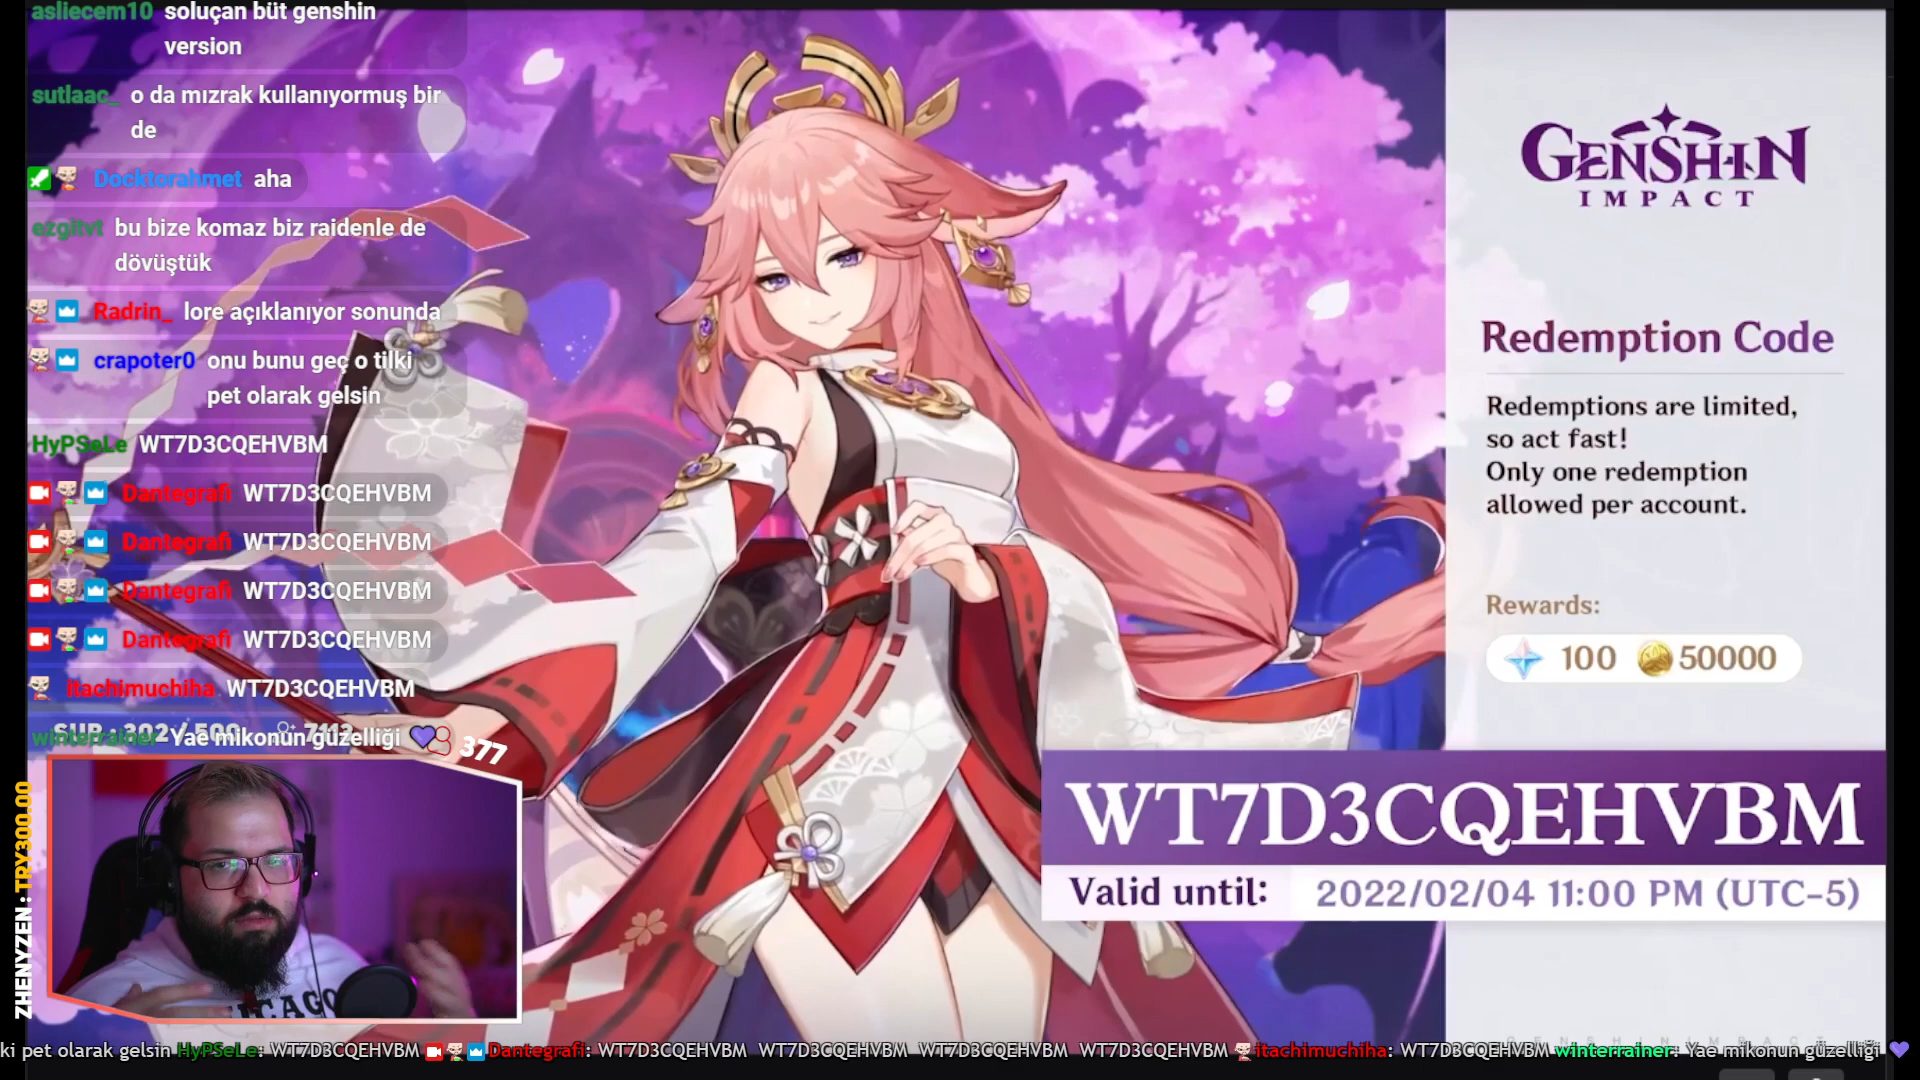 asliecem10 soluçan büt genshin
version
sutlaac_ o da mızrak kullanıyormuş bir
de
Docktorahmet aha
ezgitvt bu bize komaz biz raidenle de
dövüştük
Radrin_ lore açıklanıyor sonunda
crapoter0 onu bunu geç o tilki
pet olarak gelsin
HyPSeLe WT7D3CQEHVBM
Dantegrafi WT7D3CQEHVBM
Dantegrafi WT7D3CQEHVBM
Dantegrafi WT7D3CQEHVBM
Dantegrafi WT7D3CQEHVBM
itachimuchiha WT7D3CQEHVBM
SUB : 302 / 500 7112
winterrainer Yae mikonun güzelliği
377
ZHENYZEN : TRY300.00
GENSHIN
IMPACT
Redemption Code
Redemptions are limited,
so act fast!
Only one redemption
allowed per account.
Rewards:
100 50000
WT7D3CQEHVBM
Valid until: 2022/02/04 11:00 PM (UTC-5)
ki pet olarak gelsin HyPSeLe: WT7D3CQEHVBM Dantegrafi: WT7D3CQEHVBM WT7D3CQEHVBM WT7D3CQEHVBM WT7D3CQEHVBM itachimuchiha: WT7D3CQEHVBM winterrainer: Yae mikonun güzelliği